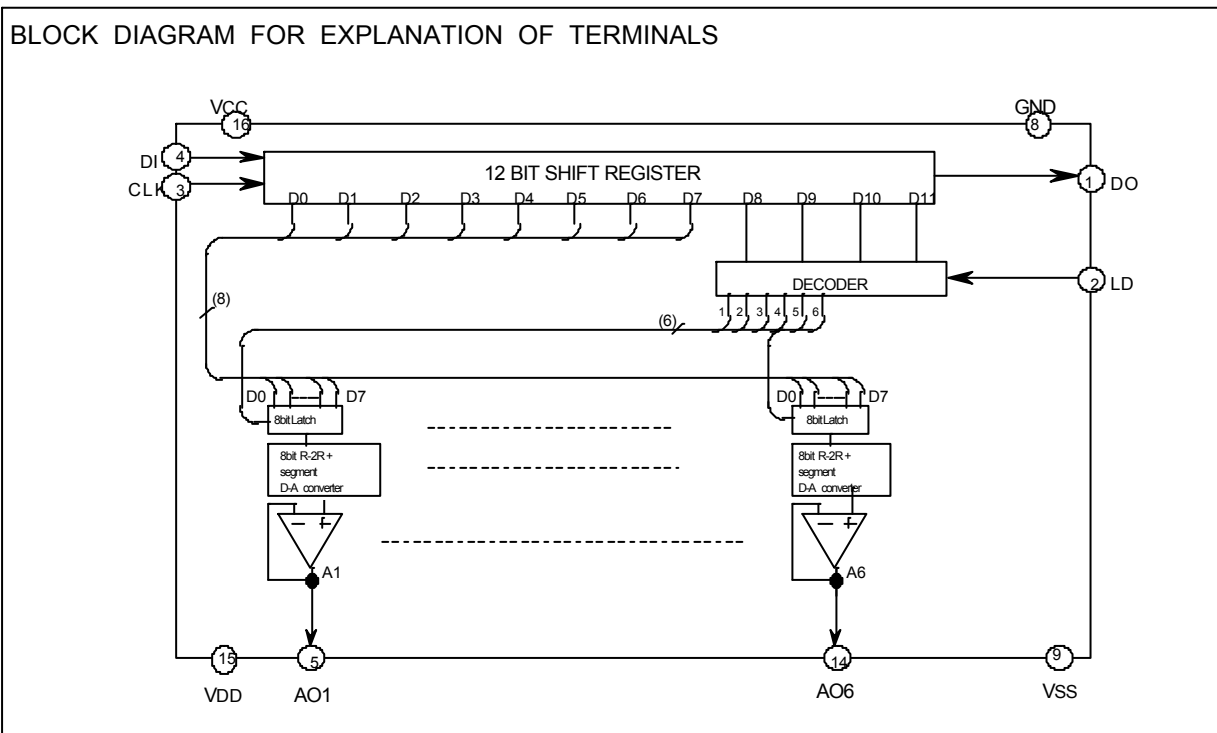 BLOCK DIAGRAM FOR EXPLANATION OF TERMINALS
VCC
16
GND
8
DI
4
CLK
3
12 BIT SHIFT REGISTER
D0 D1 D2 D3 D4 D5 D6 D7 D8 D9 D10 D11
1
DO
DECODER
2
LD
1 2 3 4 5 6
(8)
(6)
D0 D7
D0 D7
8bit Latch
8bit Latch
8bit R-2R +
segment
D-A converter
8bit R-2R +
segment
D-A converter
− +
− +
A1
A6
15
5
14
9
VDD
AO1
AO6
VSS